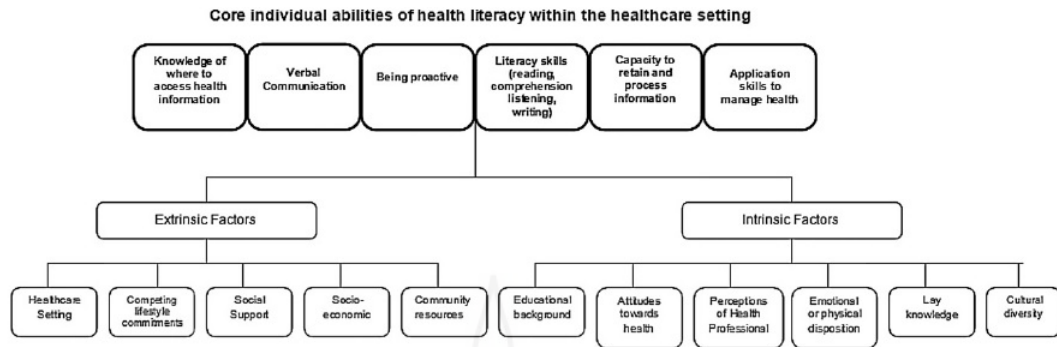 Core individual abilities of health literacy within the healthcare setting
Knowledge of
where to
access health
information
Verbal
Communication
Being proactive
Literacy skills
(reading,
comprehension
listening,
writing)
Capacity to
retain and
process
information
Application
skills to
manage health
Extrinsic Factors
Intrinsic Factors
Healthcare
Setting
Competing
lifestyle
commitments
Social
Support
Socio-
economic
Community
resources
Educational
background
Attitudes
towards
health
Perceptions
of Health
Professional
Emotional
or physical
disposition
Lay
knowledge
Cultural
diversity